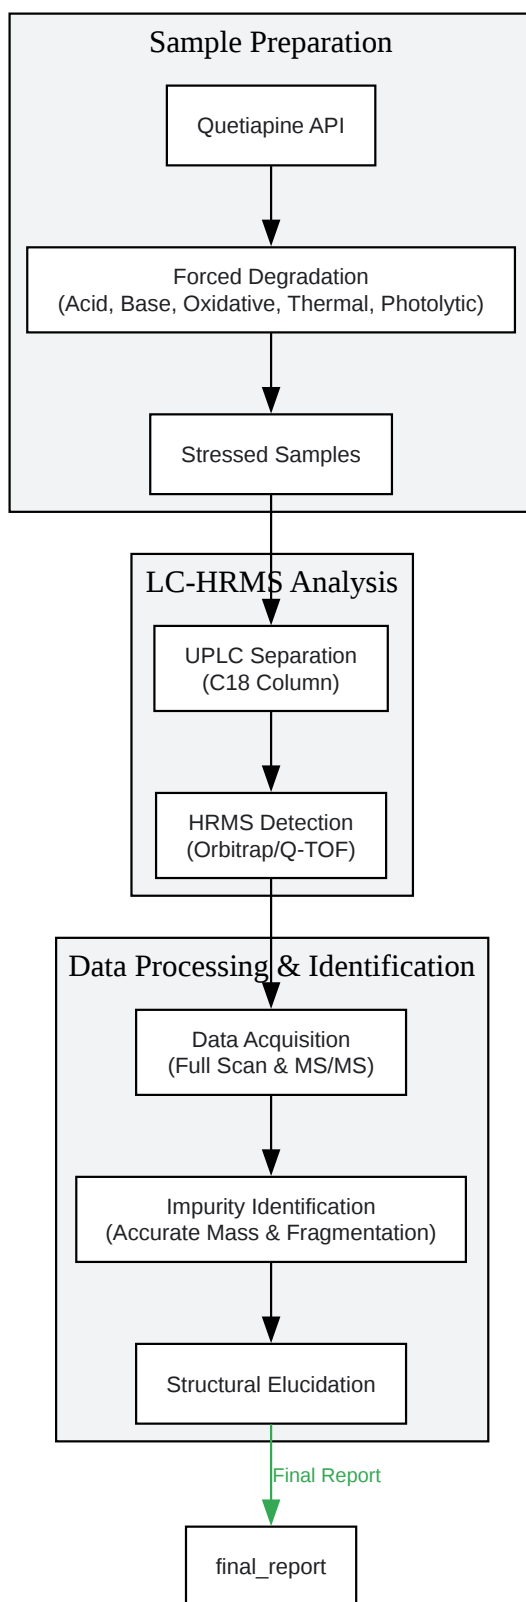 Sample Preparation
Quetiapine API
Forced Degradation
(Acid, Base, Oxidative, Thermal, Photolytic)
Stressed Samples
LC-HRMS Analysis
UPLC Separation
(C18 Column)
HRMS Detection
(Orbitrap/Q-TOF)
Data Processing & Identification
Data Acquisition
(Full Scan & MS/MS)
Impurity Identification
(Accurate Mass & Fragmentation)
Structural Elucidation
Final Report
final_report